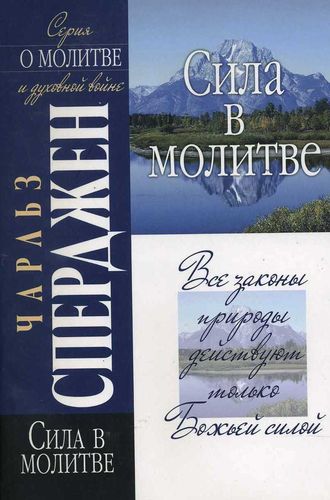 Серия
О МОЛИТВЕ
и духовной войне
ЧАРЛЬЗ
СПЕРДЖЕН
СИЛА В
МОЛИТВЕ
Сила
в
молитве
Все законы
природы
действуют
только
Божьей силой